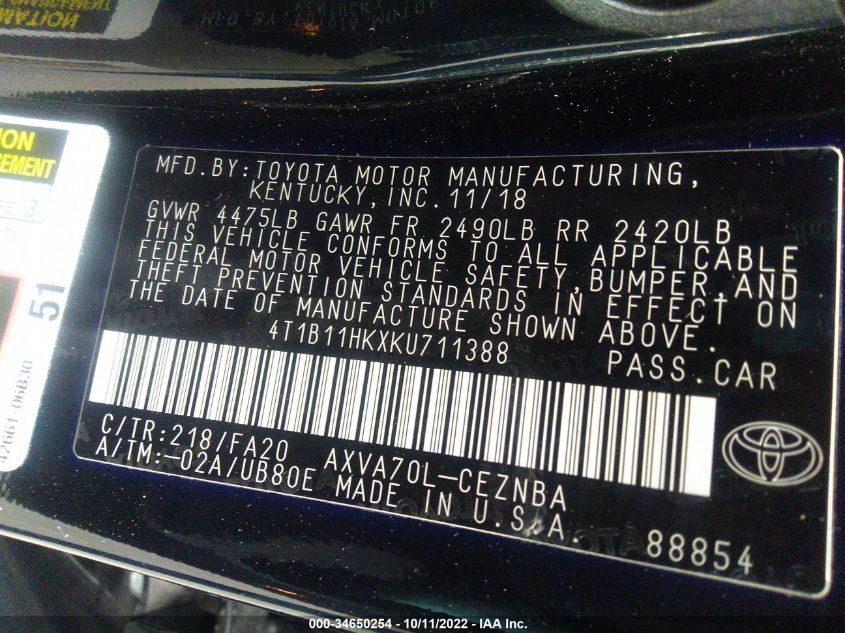 MFD.BY:TOYOTA MOTOR MANUFACTURING,
KENTUCKY,INC.11/18
GVWR 4475LB GAWR FR 2490LB RR 2420LB
THIS VEHICLE CONFORMS TO ALL APPLICABLE
FEDERAL MOTOR VEHICLE SAFETY,BUMPER,AND
THEFT PREVENTION STANDARDS IN EFFECT ON
THE DATE OF MANUFACTURE SHOWN ABOVE.
4T1B11HKXKU711388
PASS.CAR
C/TR:218/FA20 AXVA70L-CEZNBA
A/TM:-02A/UB80E MADE IN U.S.A.
88854
51
42661-06B30
000-34650254 - 10/11/2022 - IAA Inc.